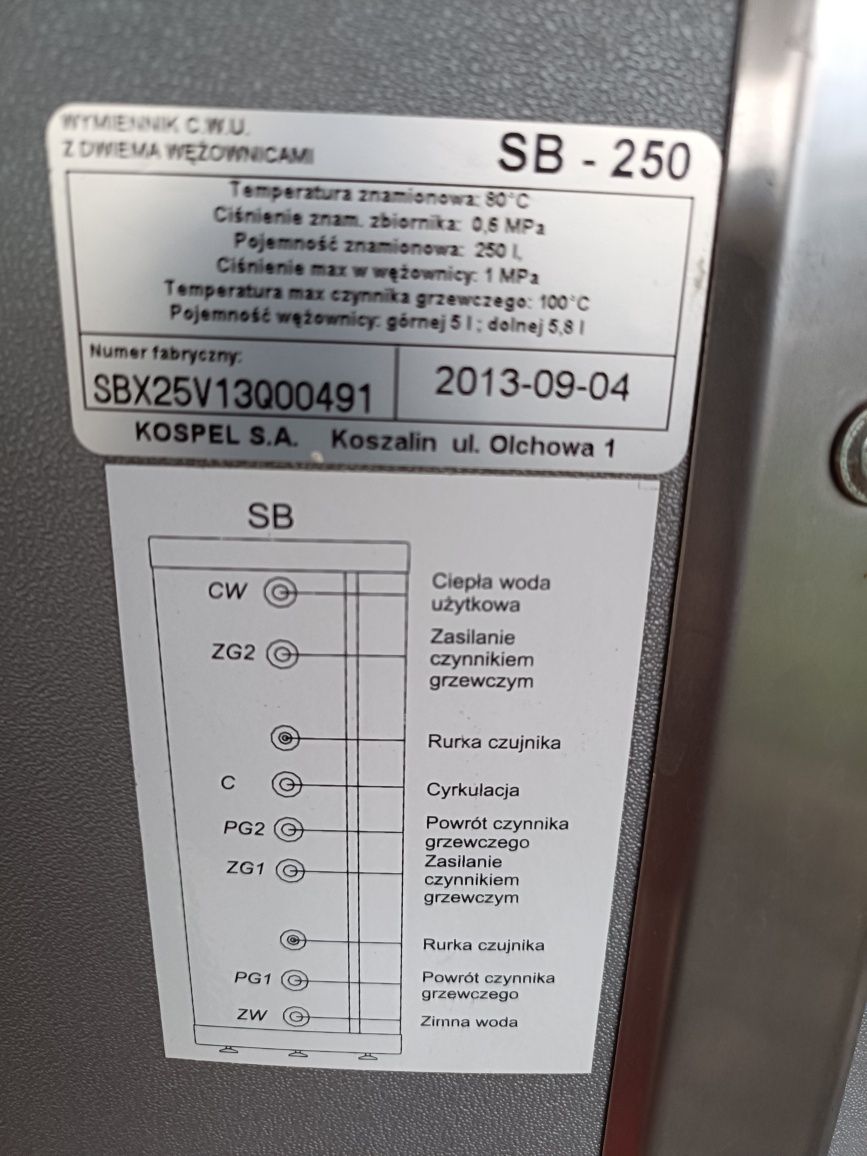 WYMIENNIK C.W.U.
Z DWIEMA WĘŻOWNICAMI
SB - 250
Temperatura znamionowa: 80°C
Ciśnienie znam. zbiornika: 0,6 MPa
Pojemność znamionowa: 250 l,
Ciśnienie max w wężownicy: 1 MPa
Temperatura max czynnika grzewczego: 100°C
Pojemność wężownicy: górnej 5 l ; dolnej 5,8 l
Numer fabryczny:
SBX25V13Q00491
2013-09-04
KOSPEL S.A. Koszalin ul. Olchowa 1
SB
CW
Ciepła woda
użytkowa
ZG2
Zasilanie
czynnikiem
grzewczym
Rurka czujnika
C
Cyrkulacja
PG2
Powrót czynnika
grzewczego
ZG1
Zasilanie
czynnikiem
grzewczym
Rurka czujnika
PG1
Powrót czynnika
grzewczego
ZW
Zimna woda